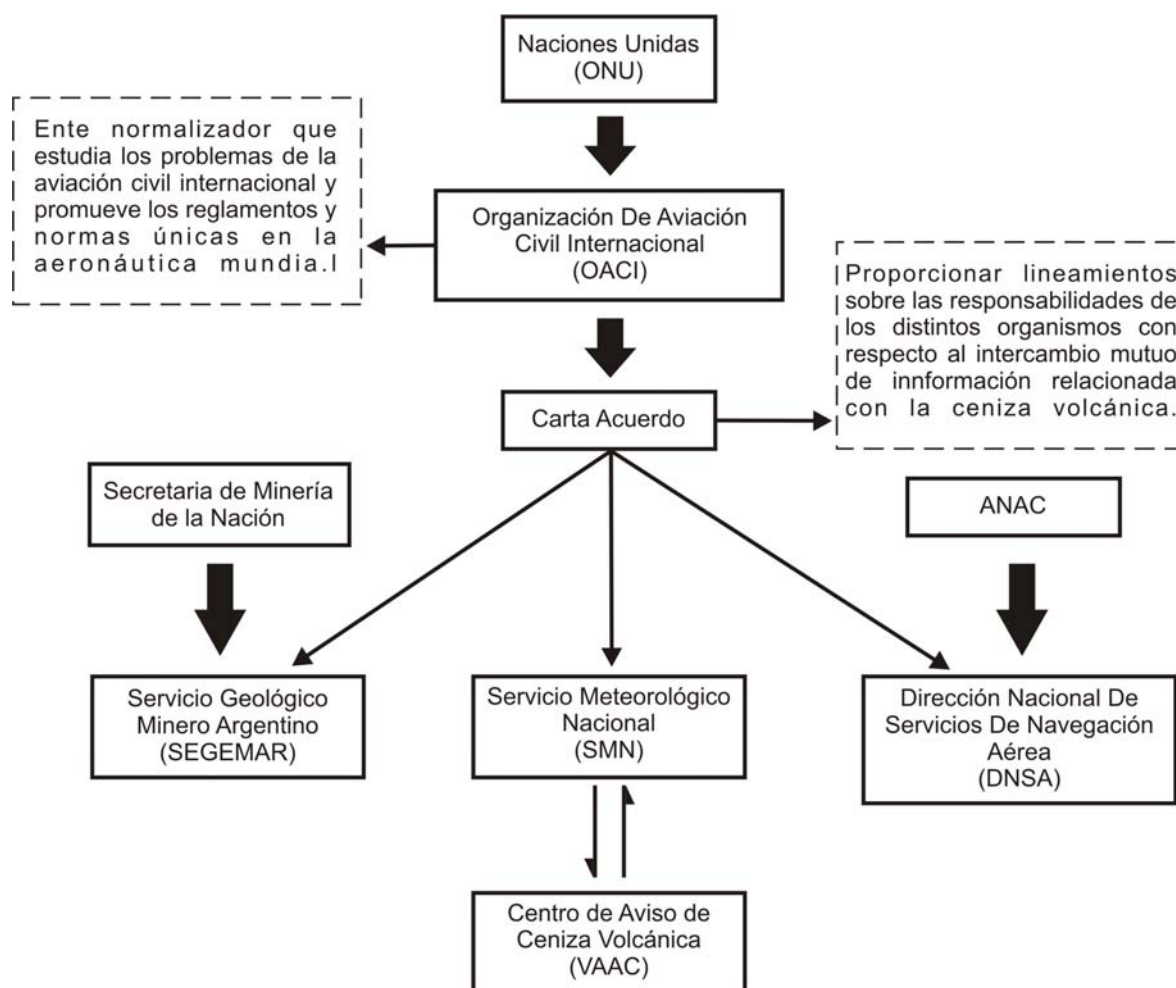 Naciones Unidas
(ONU)
Ente normalizador que
estudia los problemas de la
aviación civil internacional y
promueve los reglamentos y
normas únicas en la
aeronáutica mundia.l
Organización De Aviación
Civil Internacional
(OACI)
Proporcionar lineamientos
sobre las responsabilidades de
los distintos organismos con
respecto al intercambio mutuo
de innformación relacionada
con la ceniza volcánica.
Carta Acuerdo
Secretaria de Minería
de la Nación
ANAC
Servicio Geológico
Minero Argentino
(SEGEMAR)
Servicio Meteorológico
Nacional
(SMN)
Dirección Nacional De
Servicios De Navegación
Aérea
(DNSA)
Centro de Aviso de
Ceniza Volcánica
(VAAC)